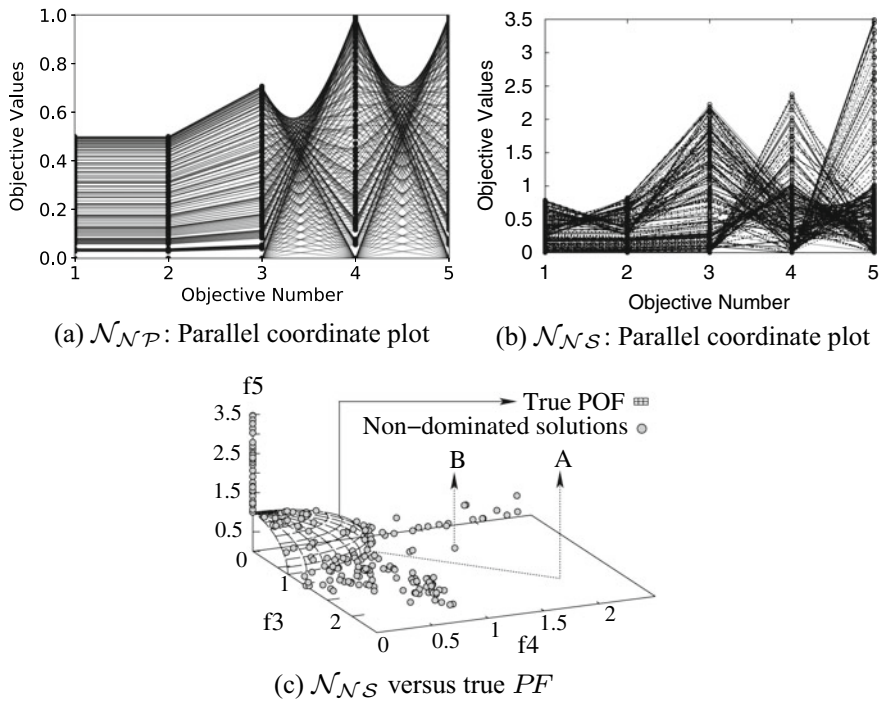 1.0
0.8
0.6
0.4
0.2
0.0
Objective Values
1 2 3 4 5
Objective Number
(a) 𝒩_𝒩𝒫: Parallel coordinate plot
3.5
3
2.5
2
1.5
1
0.5
0
Objective Values
1 2 3 4 5
Objective Number
(b) 𝒩_𝒩𝒮: Parallel coordinate plot
f5
3.5
2.5
1.5
0.5
0
1
2
f3
0
0.5
1
1.5
2
f4
True POF
Non−dominated solutions
B
A
(c) 𝒩_𝒩𝒮 versus true PF